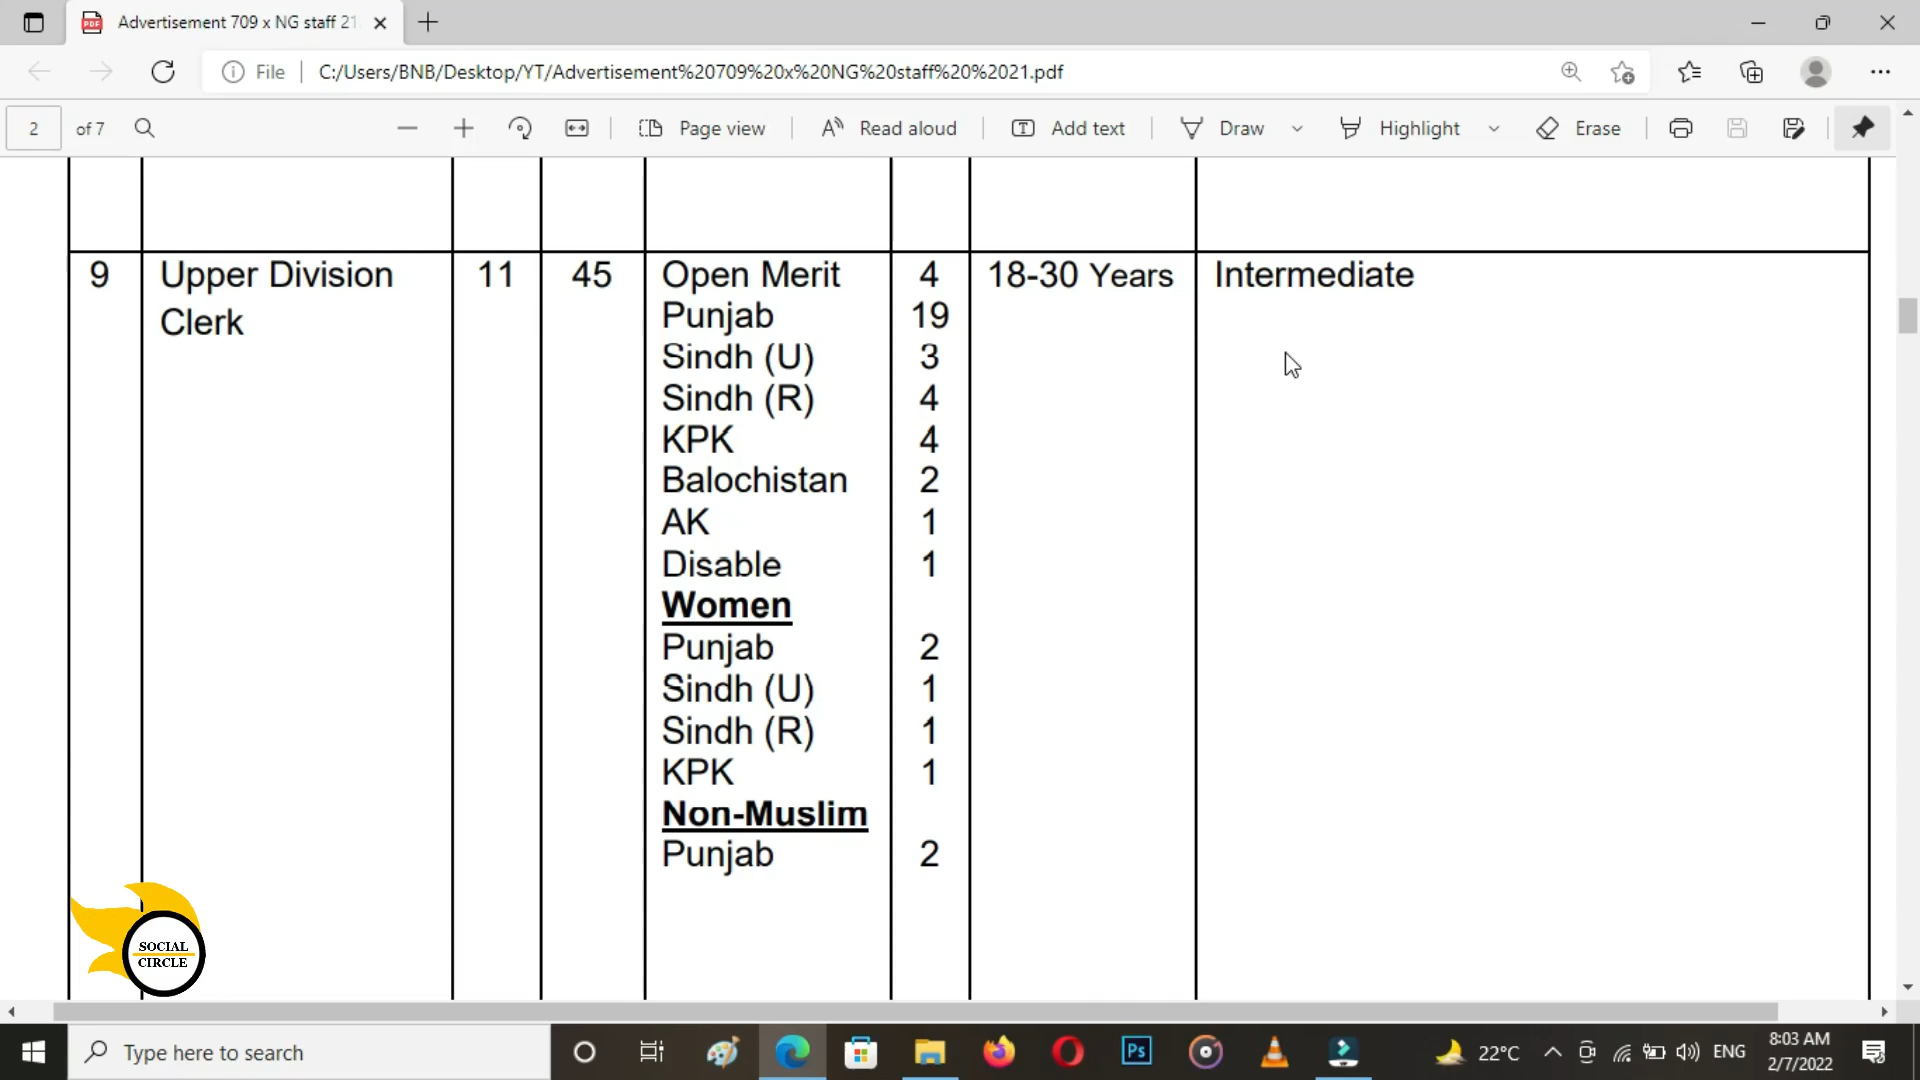 Advertisement 709 x NG staff 21
File
C:/Users/BNB/Desktop/YT/Advertisement%20709%20x%20NG%20staff%20%2021.pdf
2 of 7
Page view
Read aloud
Add text
Draw
Highlight
Erase
9 Upper Division 11 45 Open Merit 4 18-30 Years Intermediate
Clerk
Punjab 19
Sindh (U) 3
Sindh (R) 4
KPK 4
Balochistan 2
AK 1
Disable 1
Women
Punjab 2
Sindh (U) 1
Sindh (R) 1
KPK 1
Non-Muslim
Punjab 2
SOCIAL
CIRCLE
Type here to search
Ps
22°C
ENG
8:03 AM
2/7/2022